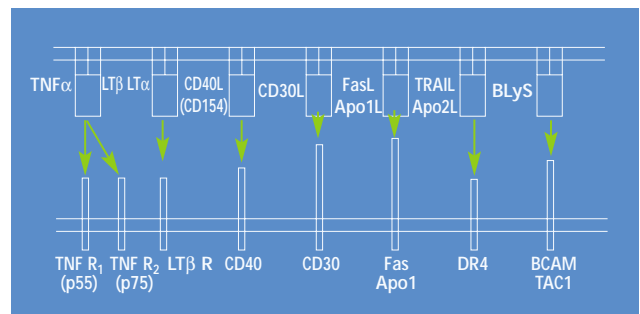 TNFα
LTβ LTα
CD40L
(CD154)
CD30L
FasL
Apo1L
TRAIL
Apo2L
BLyS
TNF R₁
(p55)
TNF R₂
(p75)
LTβ R
CD40
CD30
Fas
Apo1
DR4
BCAM
TAC1